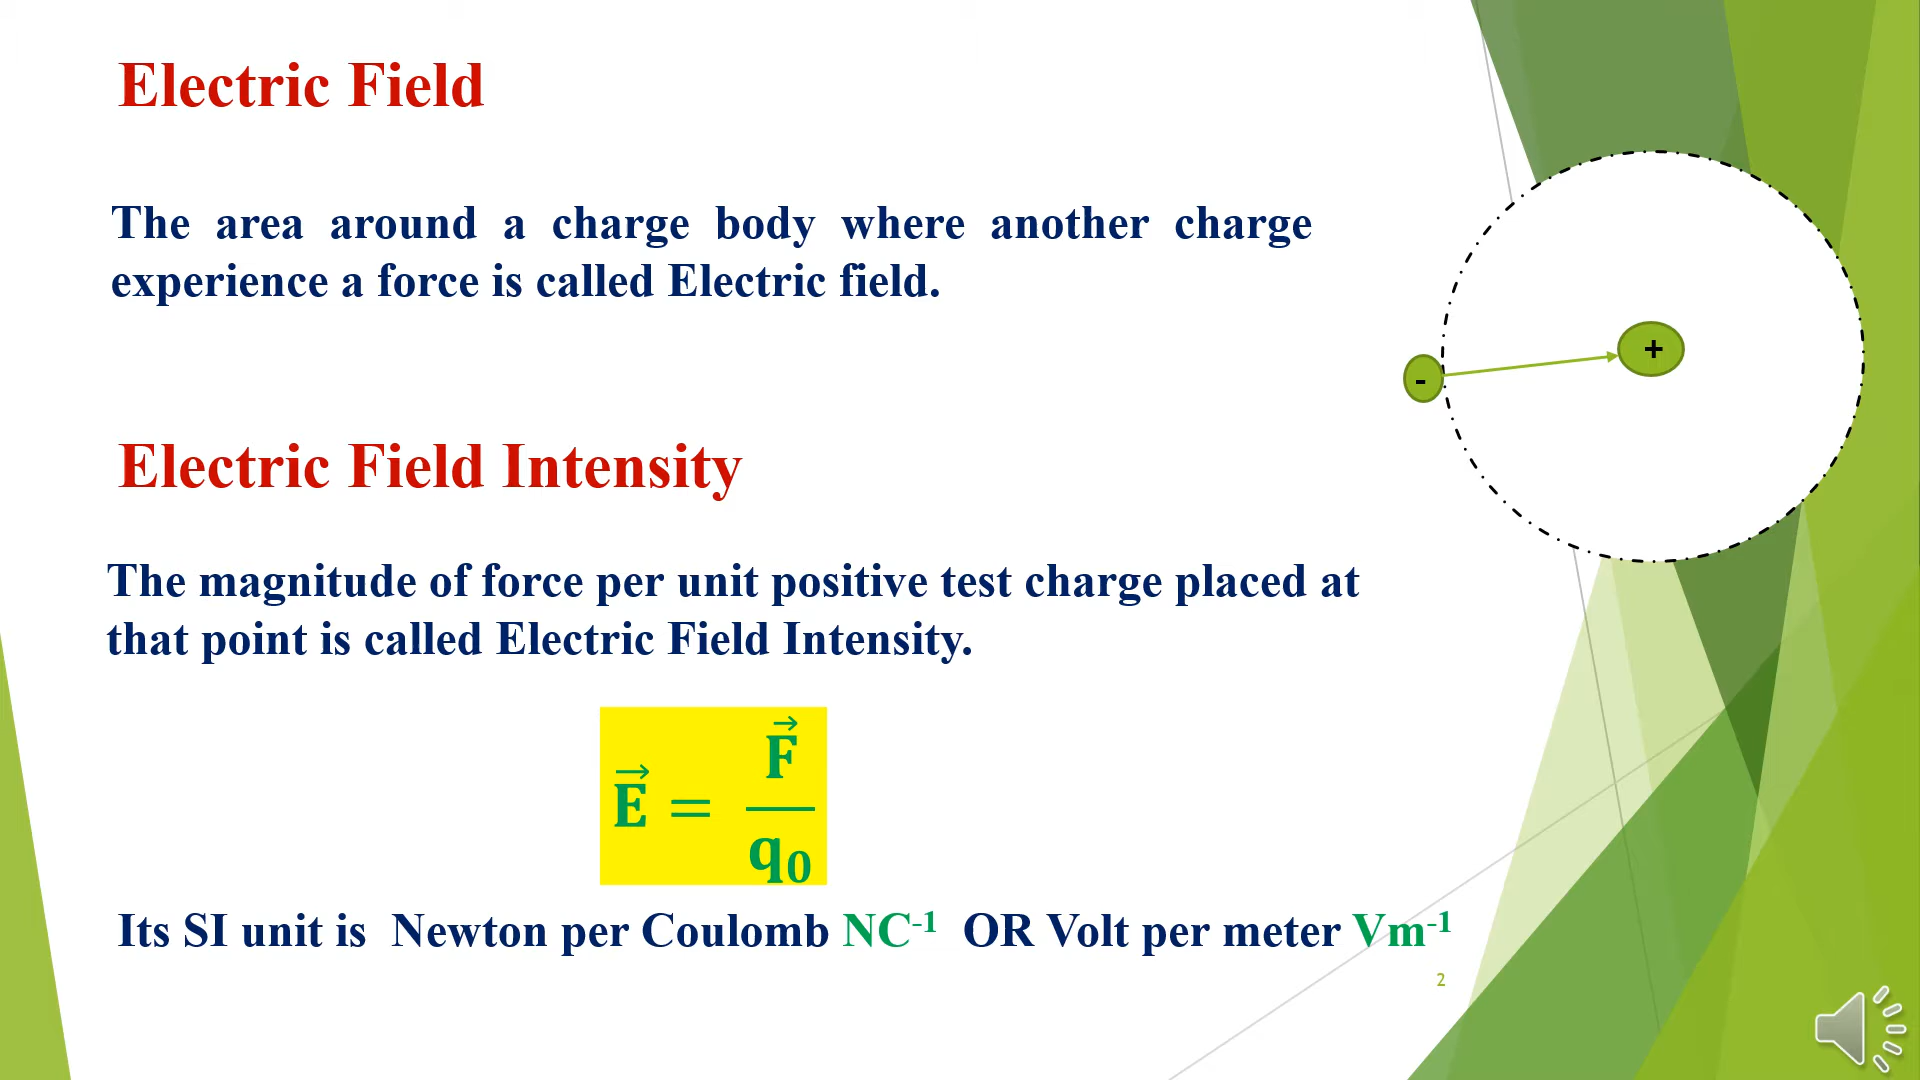 Electric Field
The area around a charge body where another charge
experience a force is called Electric field.
+
-
Electric Field Intensity
The magnitude of force per unit positive test charge placed at
that point is called Electric Field Intensity.
E⃗ = F⃗ / q₀
Its SI unit is Newton per Coulomb NC⁻¹ OR Volt per meter Vm⁻¹
2